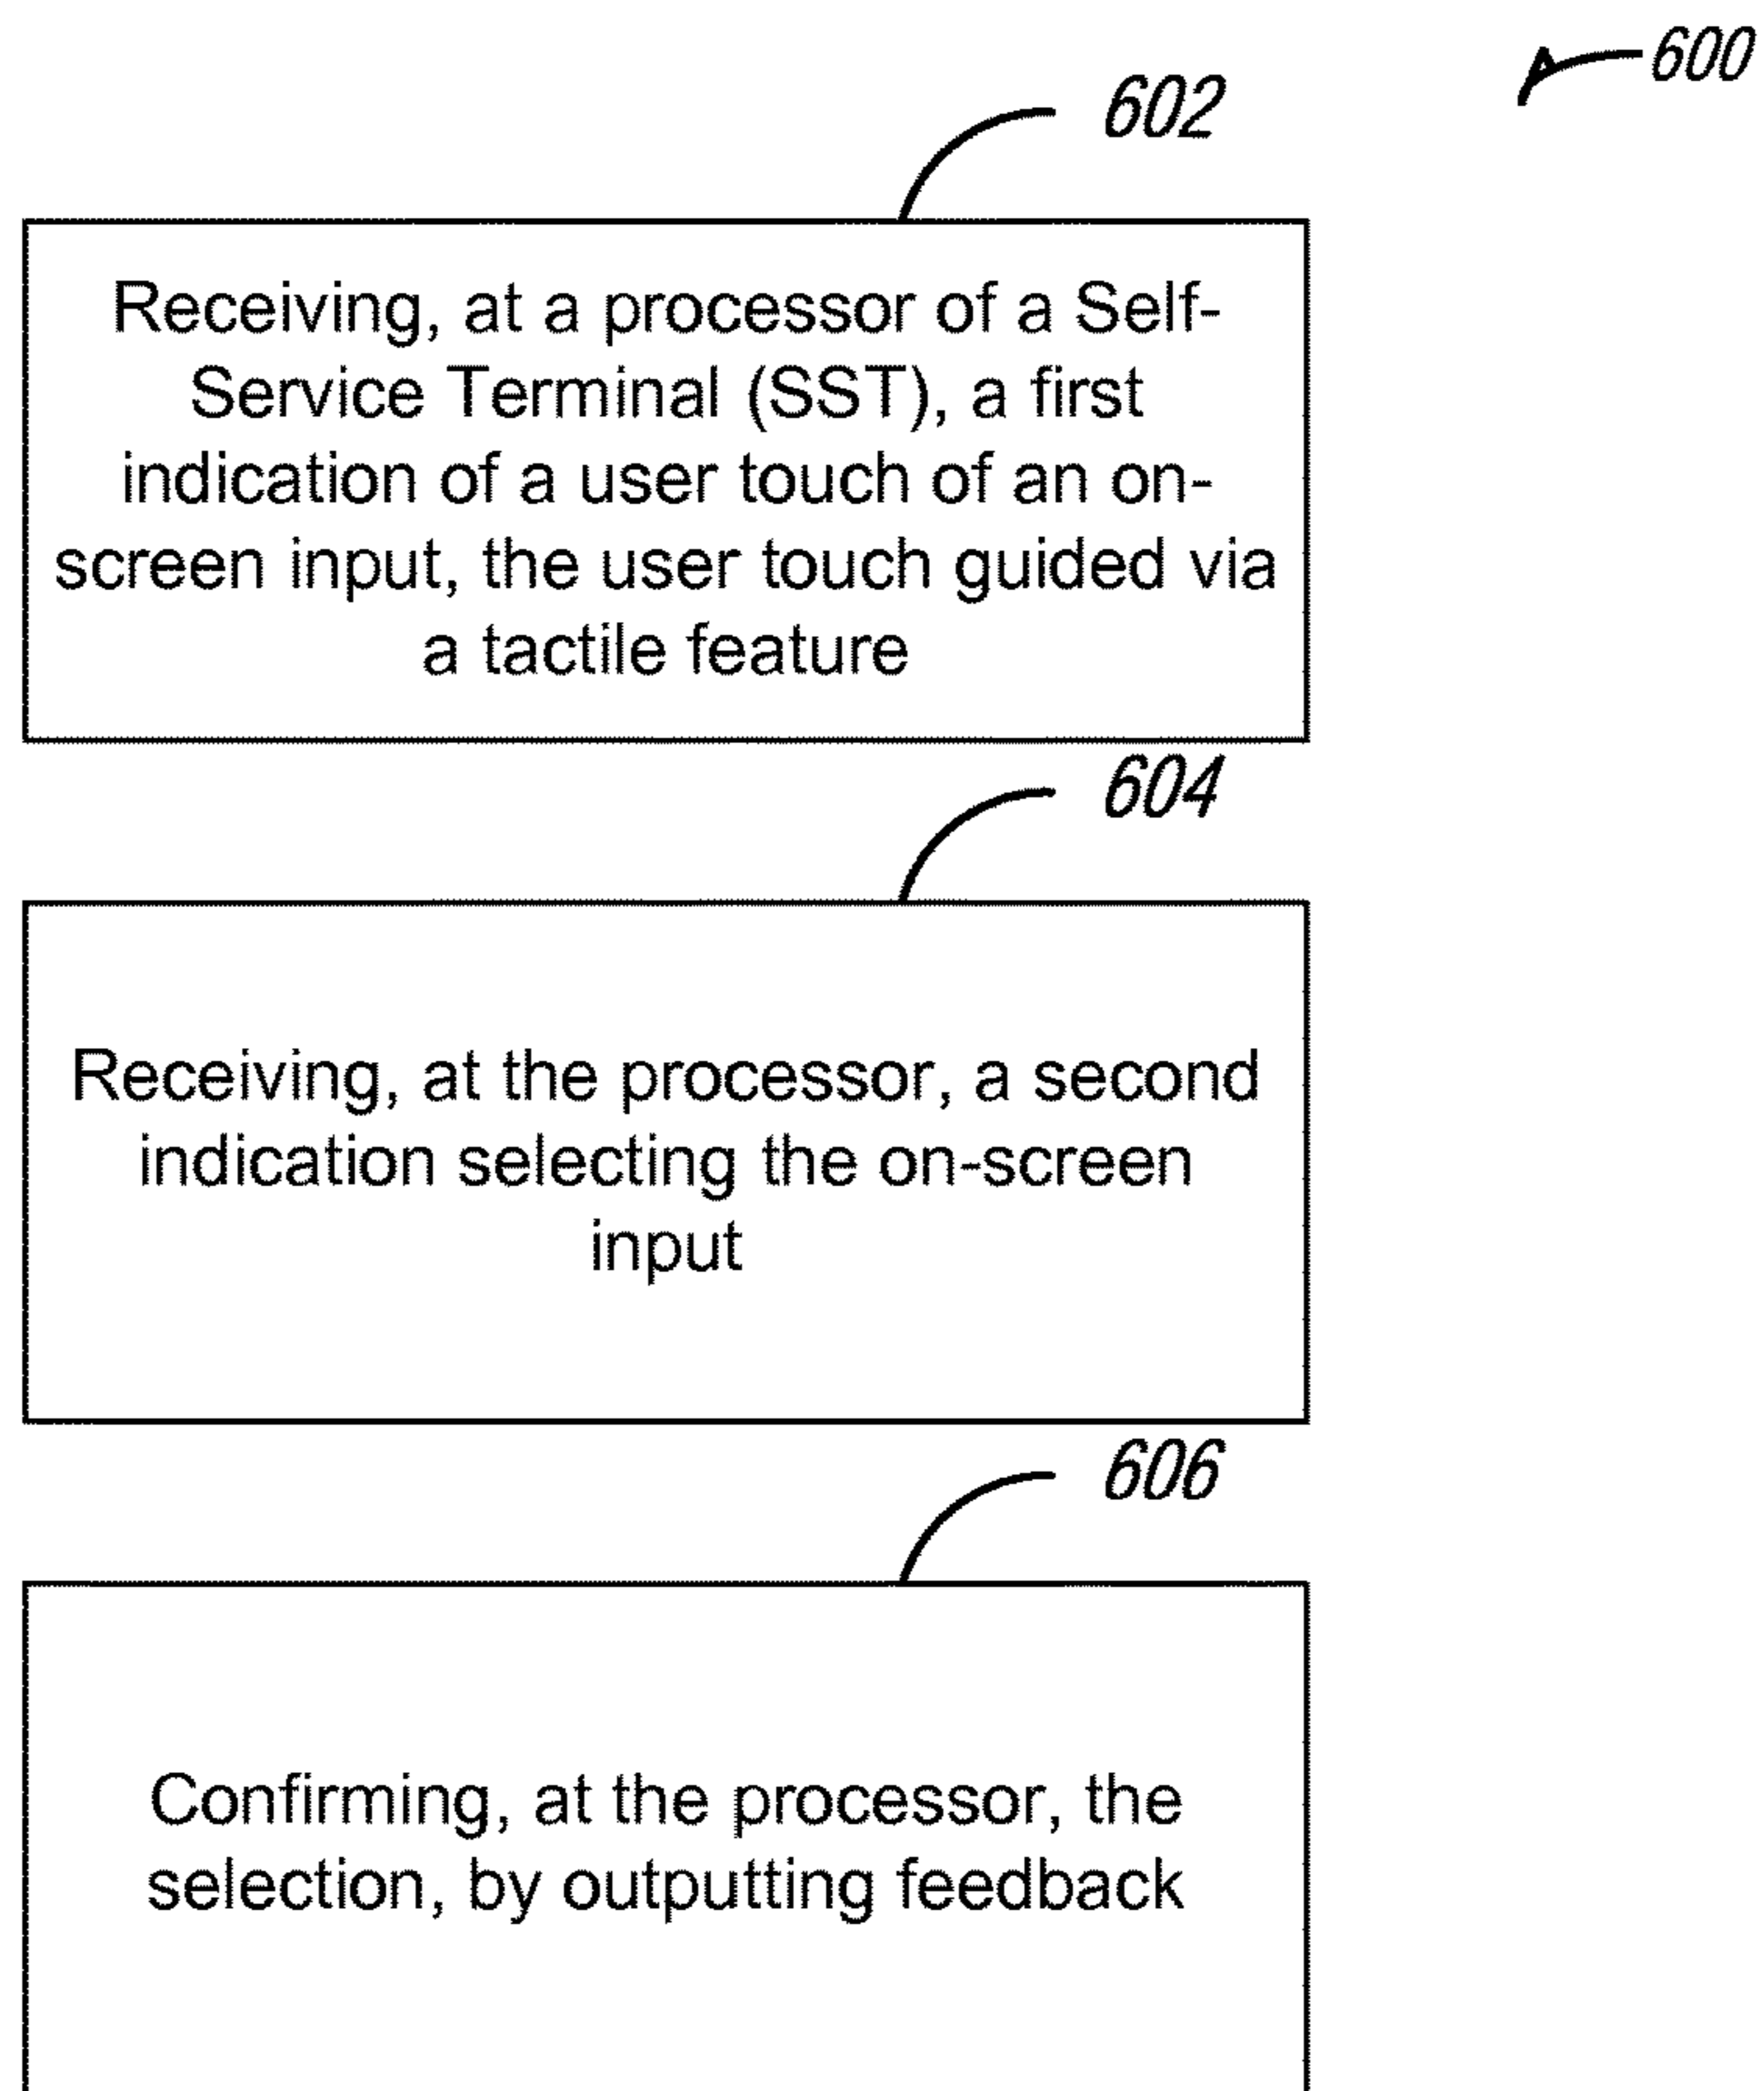 600
602
Receiving, at a processor of a Self-
Service Terminal (SST), a first
indication of a user touch of an on-
screen input, the user touch guided via
a tactile feature
604
Receiving, at the processor, a second
indication selecting the on-screen
input
606
Confirming, at the processor, the
selection, by outputting feedback